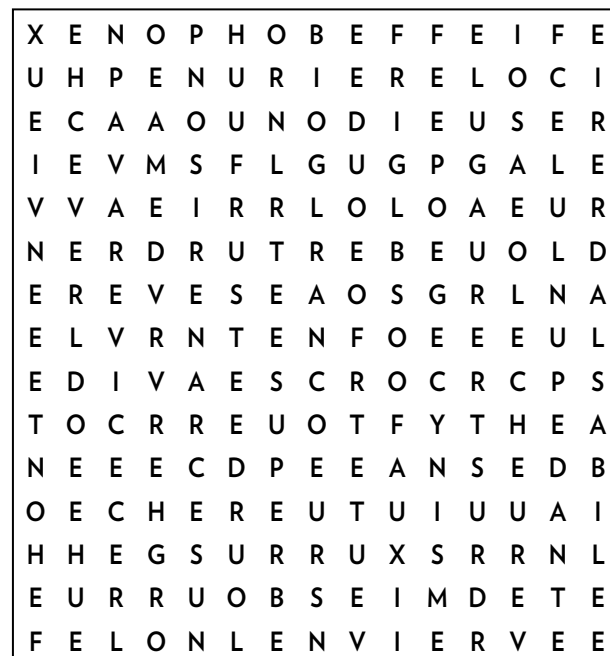 X E N O P H O B E F F E I F E
U H P E N U R I E R E L O C I
E C A A O U N O D I E U S E R
I E V M S F L G U G P G A L E
V V A E I R R L O L O A E U R
N E R D R U T R E B E U O L D
E R E V E S E A O S G R L N A
E L V R N T E N F O E E E U L
E D I V A E S C R O C R C P S
T O C R R E U O T F Y T H E A
N E E E C D P E E A N S E D B
O E C H E R E U T U I U U A I
H H E G S U R R U X S R R N L
E U R R U O B S E I M D E T E
F E L O N L E N V I E R V E E